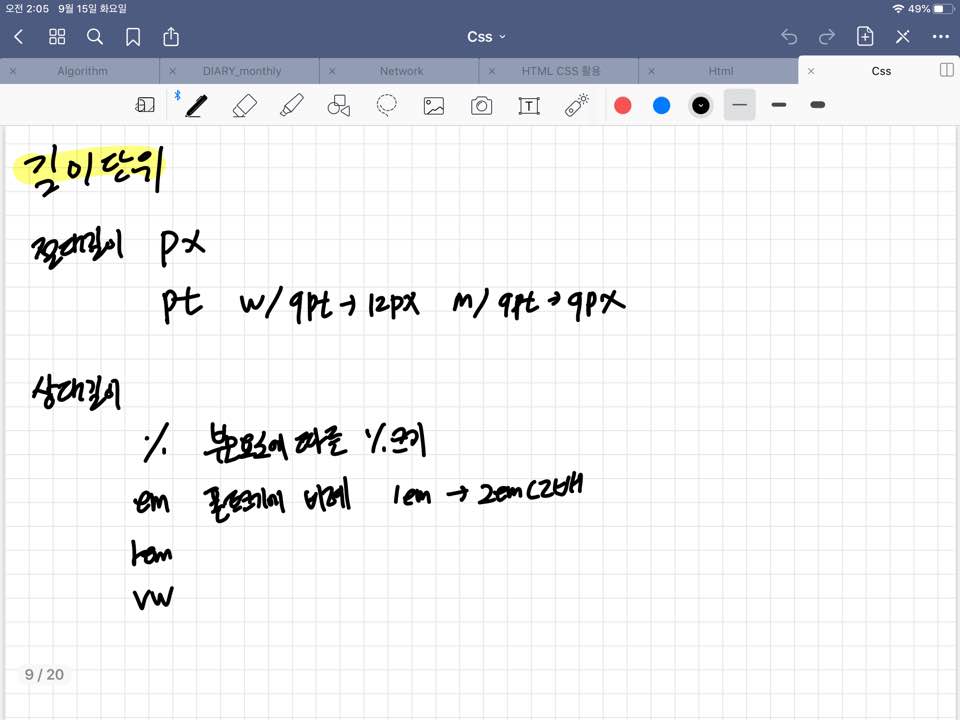 오전 2:05 9월 15일 화요일 49%
Css
Algorithm DIARY_monthly Network HTML CSS 활용 Html Css
길이단위
절대길이 px
pt w/9pt → 12px m/9pt → 9px
상대길이
% 부모요소에 따른 %크기
em 폰트크기에 비례 1em → 2em(2배
rem
vw
9 / 20